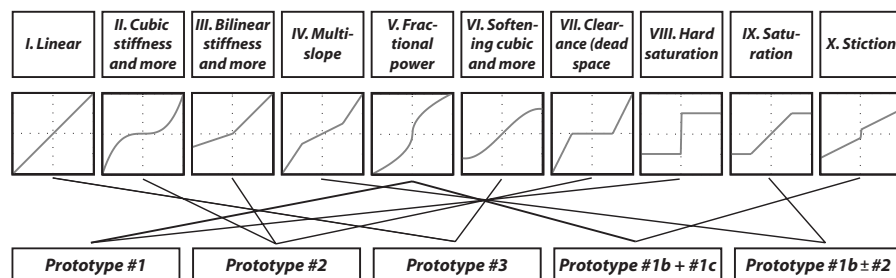 I. Linear
II. Cubic
stiffness
and more
III. Bilinear
stiffness
and more
IV. Multi-
slope
V. Frac-
tional
power
VI. Soften-
ing cubic
and more
VII. Clear-
ance (dead
space
VIII. Hard
saturation
IX. Satu-
ration
X. Stiction
Prototype #1
Prototype #2
Prototype #3
Prototype #1b + #1c
Prototype #1b ± #2